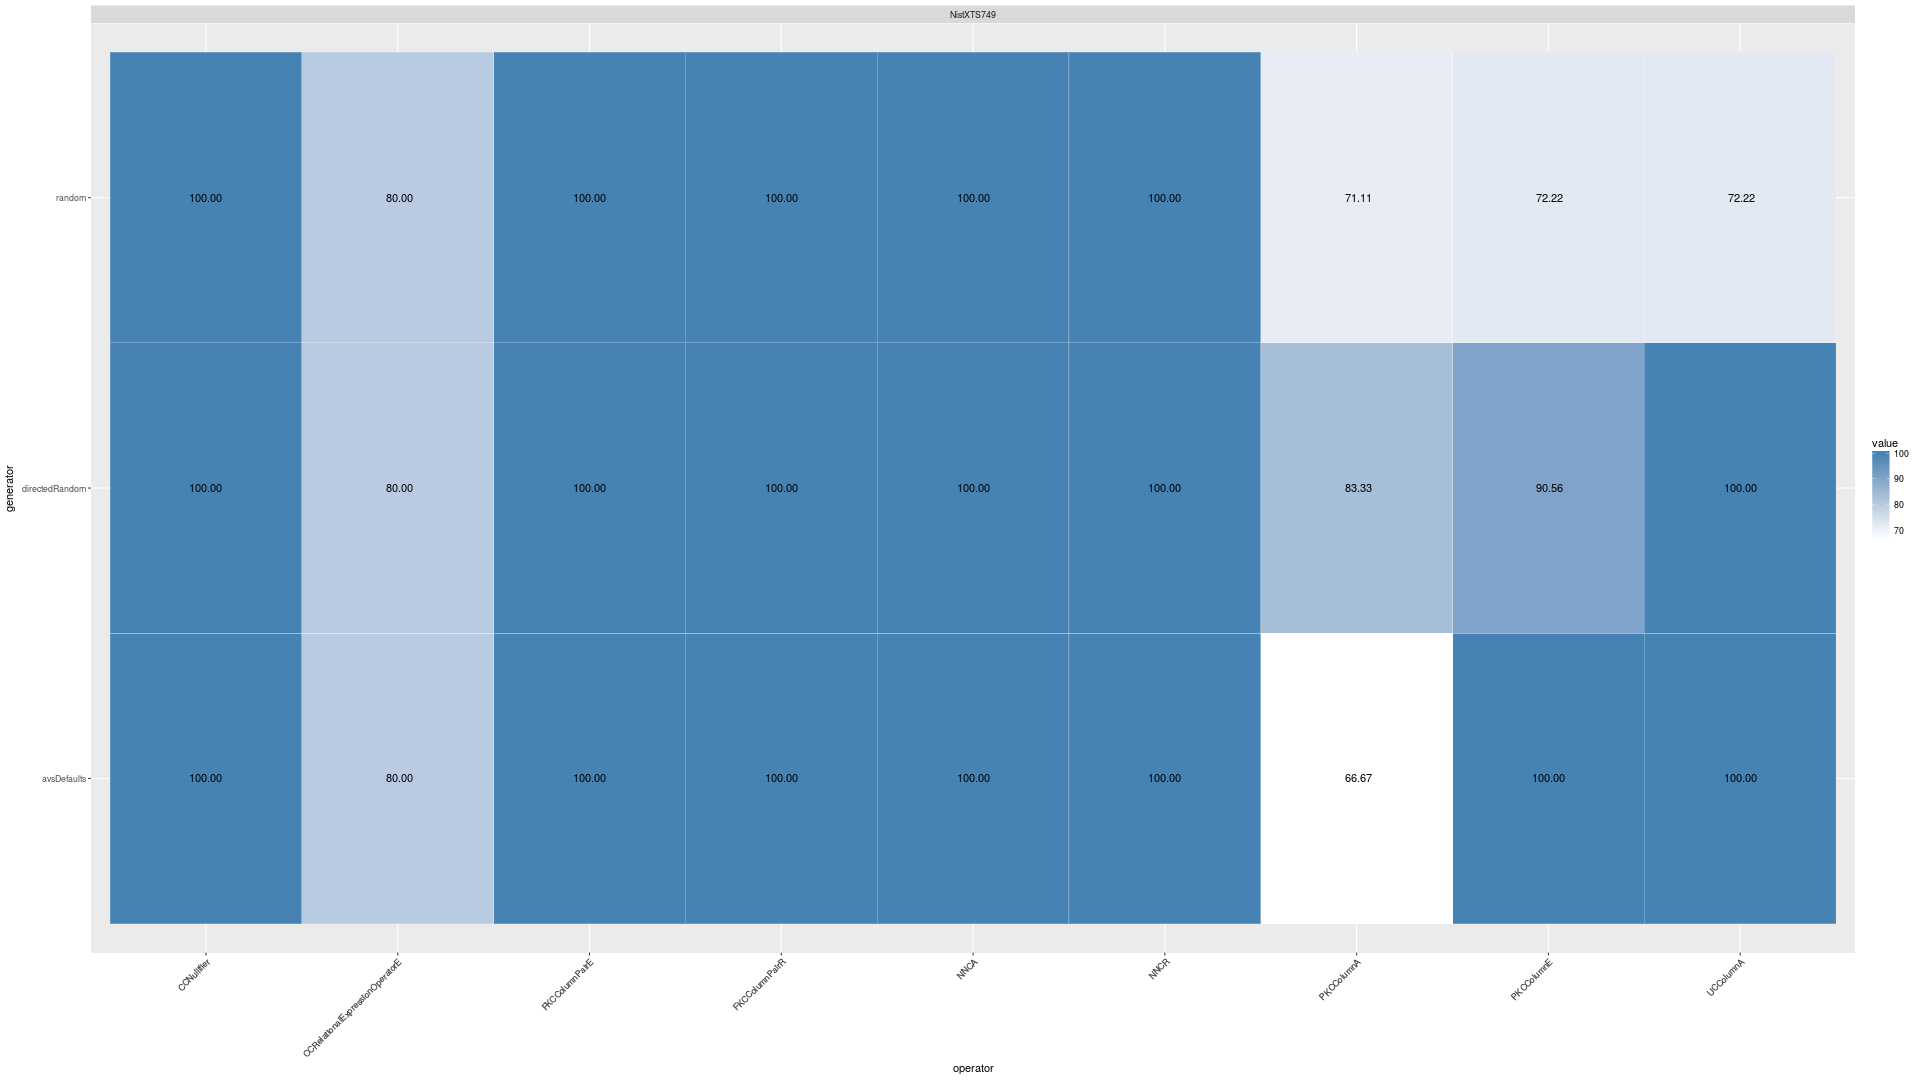 NistXTS749
random
100.00 80.00 100.00 100.00 100.00 100.00 71.11 72.22 72.22
directedRandom
100.00 80.00 100.00 100.00 100.00 100.00 83.33 90.56 100.00
avsDefaults
100.00 80.00 100.00 100.00 100.00 100.00 66.67 100.00 100.00
generator
CCNullifier
CCRelationalExpressionOperatorE
FKCColumnPairE
FKCColumnPairR
NNCA
NNCR
PKCColumnA
PKCColumnE
UCColumnA
operator
value
100
90
80
70